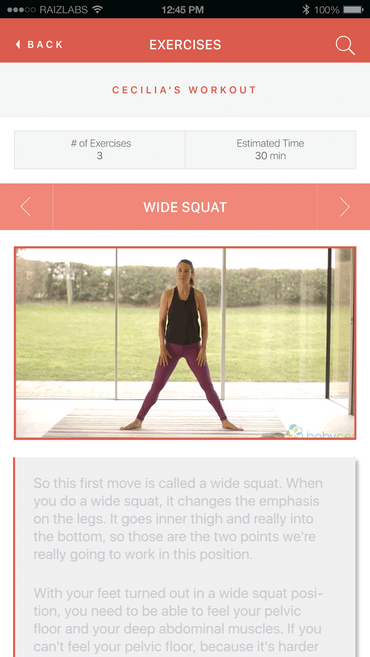 RAIZLABS 12:45 PM 100%
BACK EXERCISES
CECILIA'S WORKOUT
# of Exercises Estimated Time
3 30 min
WIDE SQUAT
So this first move is called a wide squat. When
you do a wide squat, it changes the emphasis
on the legs. It goes inner thigh and really into
the bottom, so those are the two points we're
really going to work in this position.
With your feet turned out in a wide squat posi-
tion, you need to be able to feel your pelvic
floor and your deep abdominal muscles. If you
can't feel your pelvic floor, because it's harder